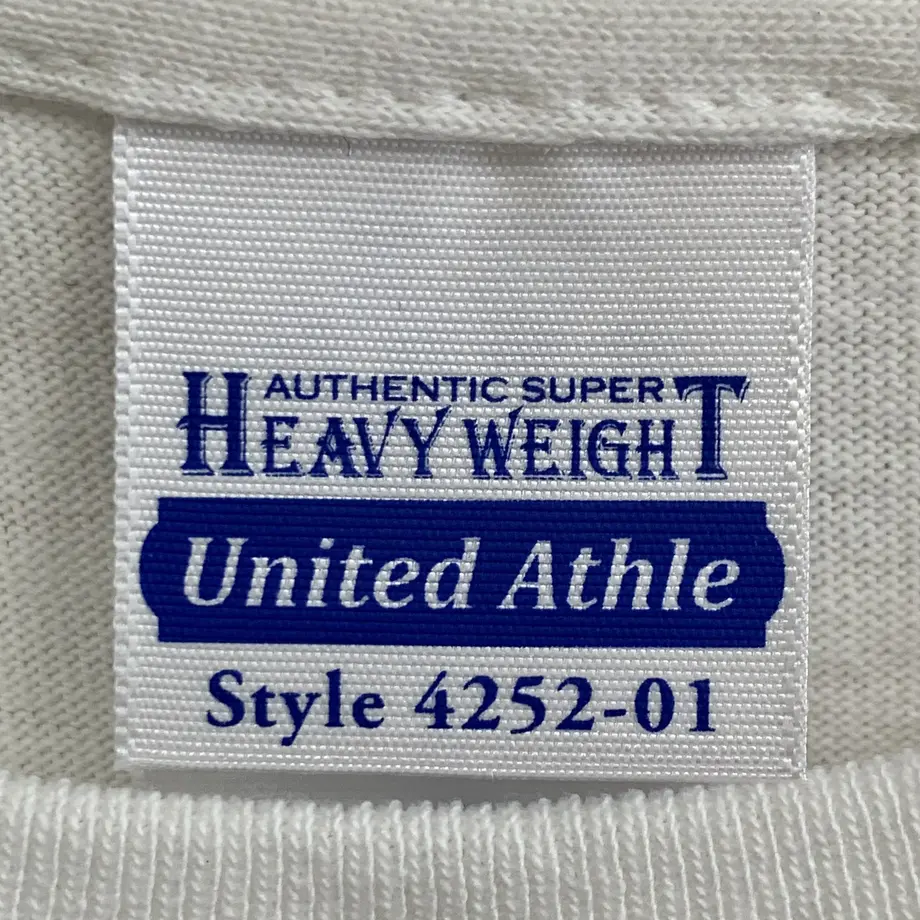 AUTHENTIC SUPER
HEAVY WEIGHT
United Athle
Style 4252-01